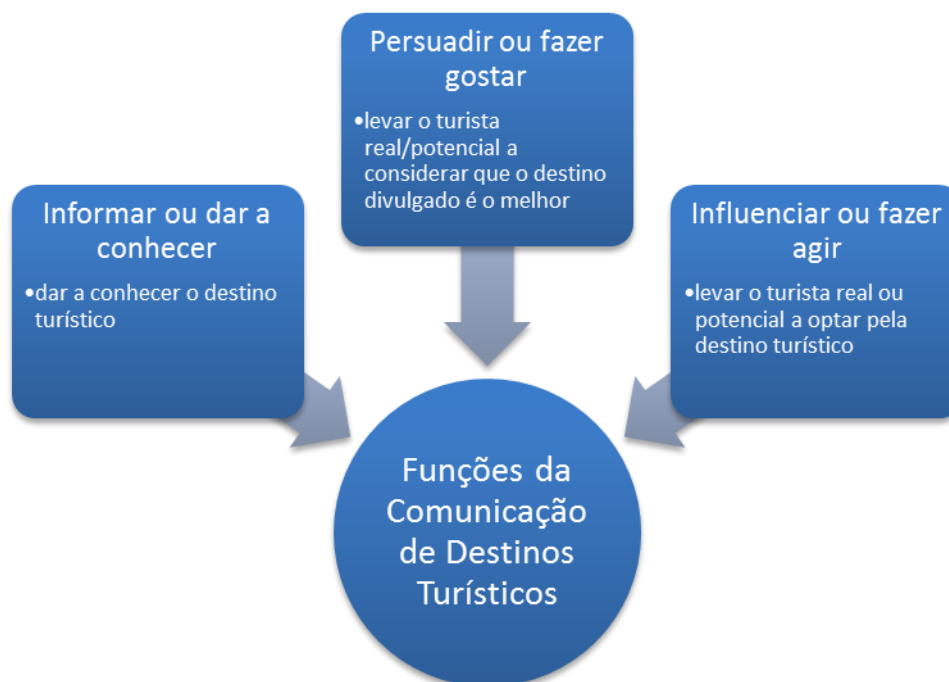 Informar ou dar a
conhecer
•dar a conhecer o destino
turístico
Persuadir ou fazer
gostar
•levar o turista
real/potencial a
considerar que o destino
divulgado é o melhor
Influenciar ou fazer
agir
•levar o turista real ou
potencial a optar pela
destino turístico
Funções da
Comunicação
de Destinos
Turísticos